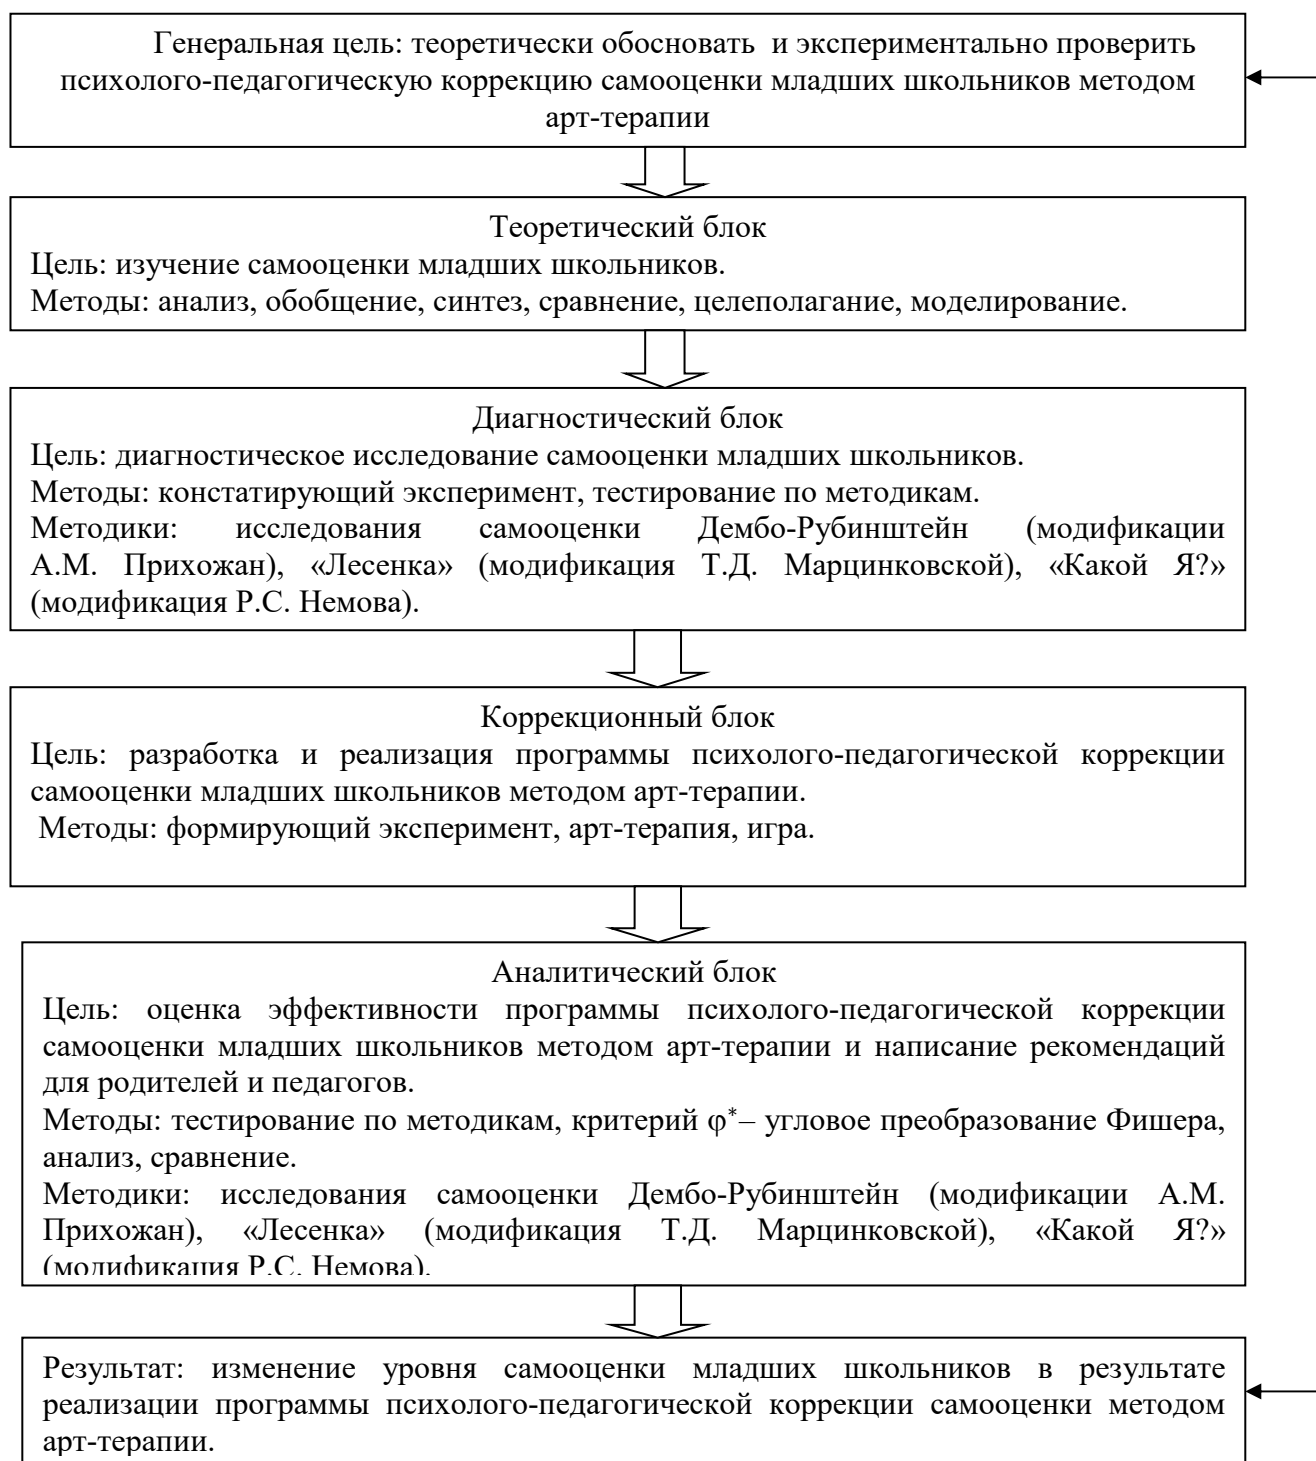 Генеральная цель: теоретически обосновать и экспериментально проверить
психолого-педагогическую коррекцию самооценки младших школьников методом
арт-терапии
Теоретический блок
Цель: изучение самооценки младших школьников.
Методы: анализ, обобщение, синтез, сравнение, целеполагание, моделирование.
Диагностический блок
Цель: диагностическое исследование самооценки младших школьников.
Методы: констатирующий эксперимент, тестирование по методикам.
Методики: исследования самооценки Дембо-Рубинштейн (модификации
А.М. Прихожан), «Лесенка» (модификация Т.Д. Марцинковской), «Какой Я?»
(модификация Р.С. Немова).
Коррекционный блок
Цель: разработка и реализация программы психолого-педагогической коррекции
самооценки младших школьников методом арт-терапии.
Методы: формирующий эксперимент, арт-терапия, игра.
Аналитический блок
Цель: оценка эффективности программы психолого-педагогической коррекции
самооценки младших школьников методом арт-терапии и написание рекомендаций
для родителей и педагогов.
Методы: тестирование по методикам, критерий φ*– угловое преобразование Фишера,
анализ, сравнение.
Методики: исследования самооценки Дембо-Рубинштейн (модификации А.М.
Прихожан), «Лесенка» (модификация Т.Д. Марцинковской), «Какой Я?»
(модификация Р.С. Немова).
Результат: изменение уровня самооценки младших школьников в результате
реализации программы психолого-педагогической коррекции самооценки методом
арт-терапии.